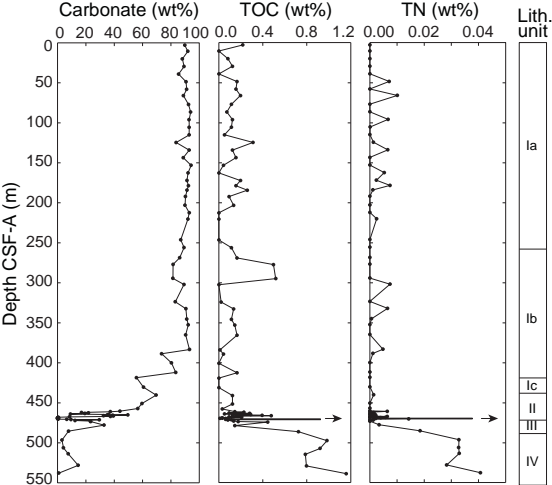 Carbonate (wt%) TOC (wt%) TN (wt%) Lith. unit
0 20 40 60 80 100 0.0 0.4 0.8 1.2 0.00 0.02 0.04
Depth CSF-A (m)
0
50
100
150
200
250
300
350
400
450
500
550
Ia
Ib
Ic
II
III
IV